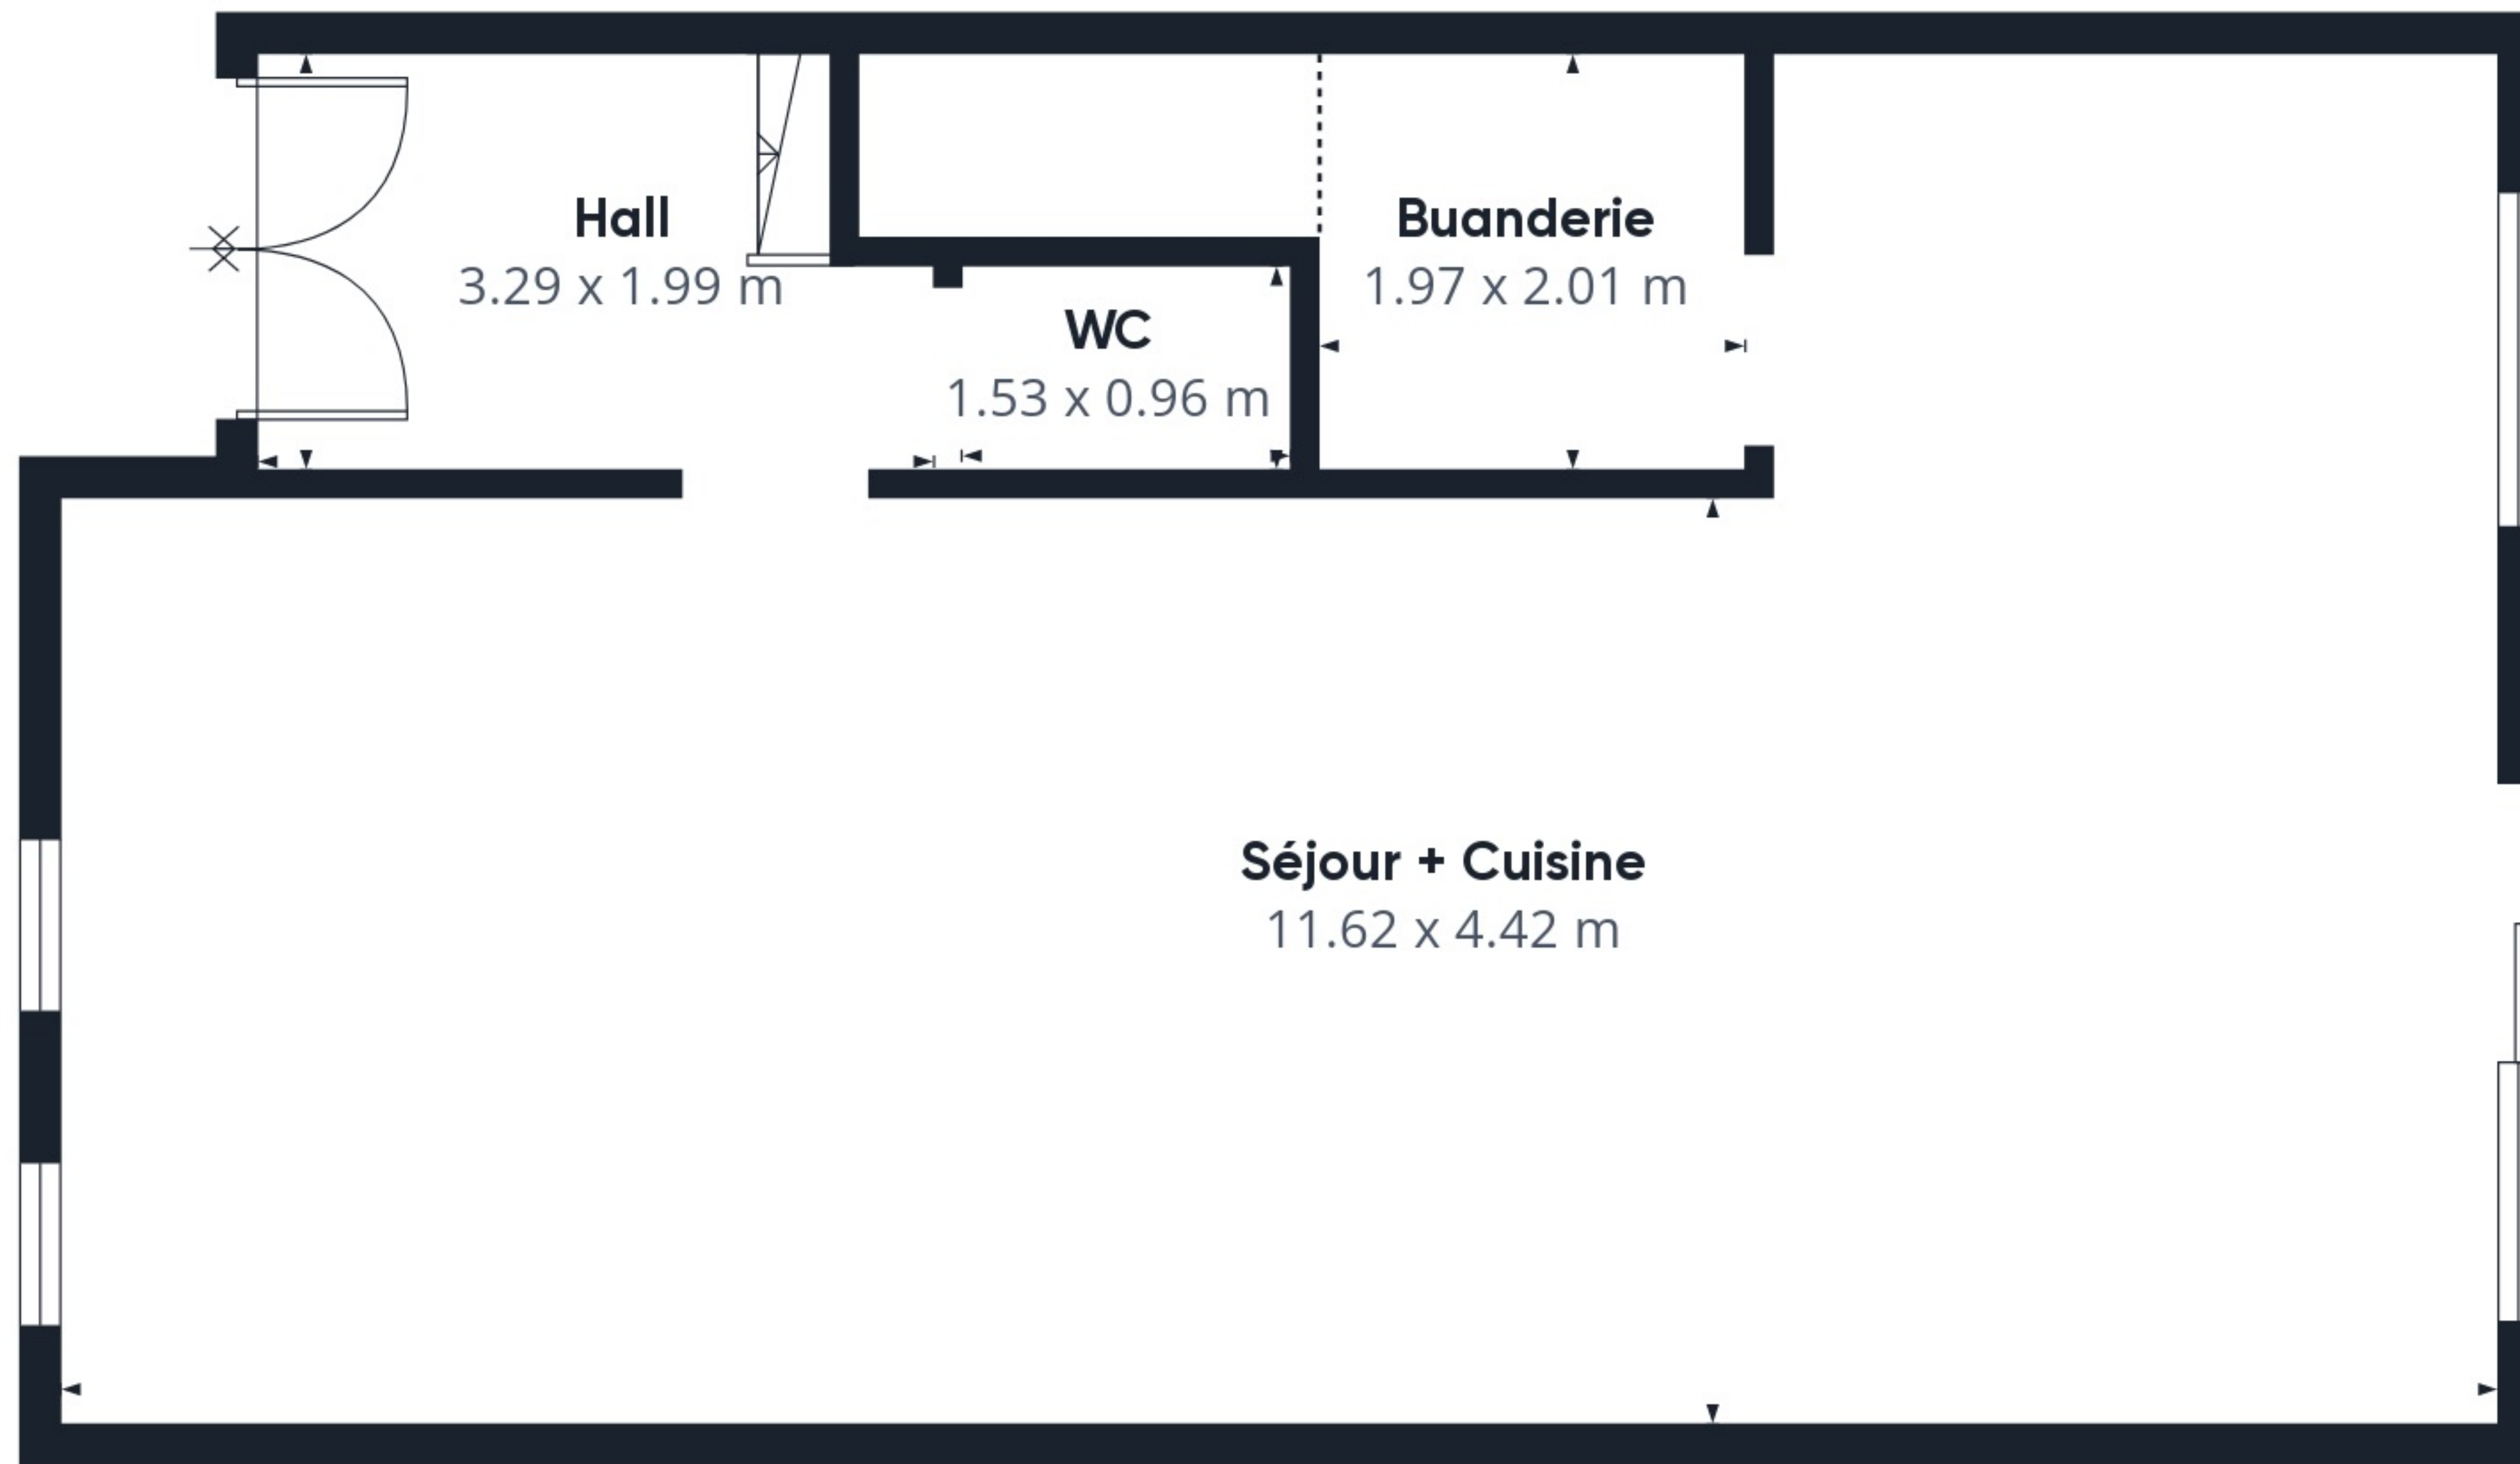 Hall
3.29 x 1.99 m
Buanderie
1.97 x 2.01 m
WC
1.53 x 0.96 m
Séjour + Cuisine
11.62 x 4.42 m